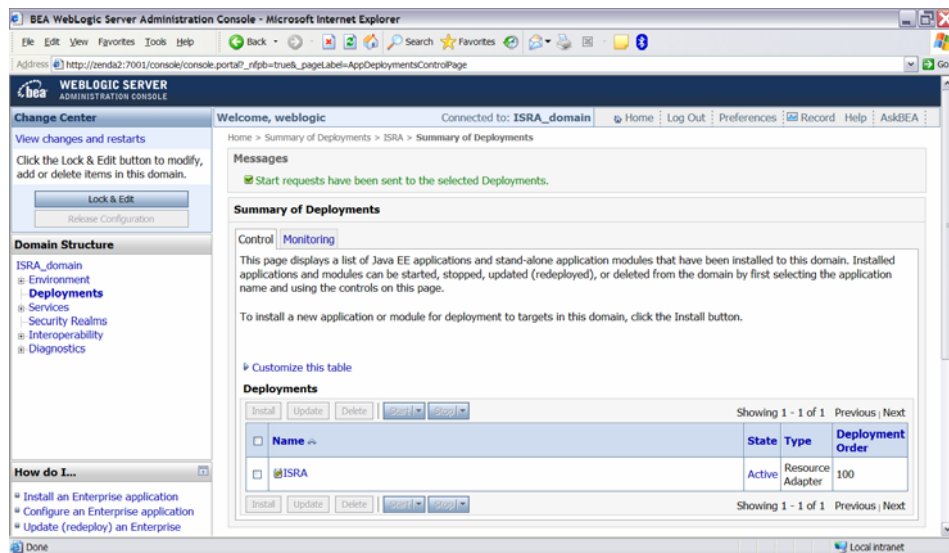 BEA WebLogic Server Administration Console - Microsoft Internet Explorer
File Edit View Favorites Tools Help
Back Search Favorites
Address http://zenda2:7001/console/console.portal?_nfpb=true&_pageLabel=AppDeploymentsControlPage Go
bea WEBLOGIC SERVER
ADMINISTRATION CONSOLE
Change Center
View changes and restarts
Click the Lock & Edit button to modify,
add or delete items in this domain.
Lock & Edit
Release Configuration
Domain Structure
ISRA_domain
Environment
Deployments
Services
Security Realms
Interoperability
Diagnostics
How do I...
Install an Enterprise application
Configure an Enterprise application
Update (redeploy) an Enterprise
Welcome, weblogic Connected to: ISRA_domain Home Log Out Preferences Record Help AskBEA
Home > Summary of Deployments > ISRA > Summary of Deployments
Messages
Start requests have been sent to the selected Deployments.
Summary of Deployments
Control Monitoring
This page displays a list of Java EE applications and stand-alone application modules that have been installed to this domain. Installed
applications and modules can be started, stopped, updated (redeployed), or deleted from the domain by first selecting the application
name and using the controls on this page.
To install a new application or module for deployment to targets in this domain, click the Install button.
Customize this table
Deployments
Install Update Delete Start Stop Showing 1 - 1 of 1 Previous | Next
Name State Type Deployment Order
ISRA Active Resource Adapter 100
Install Update Delete Start Stop Showing 1 - 1 of 1 Previous | Next
Done Local intranet